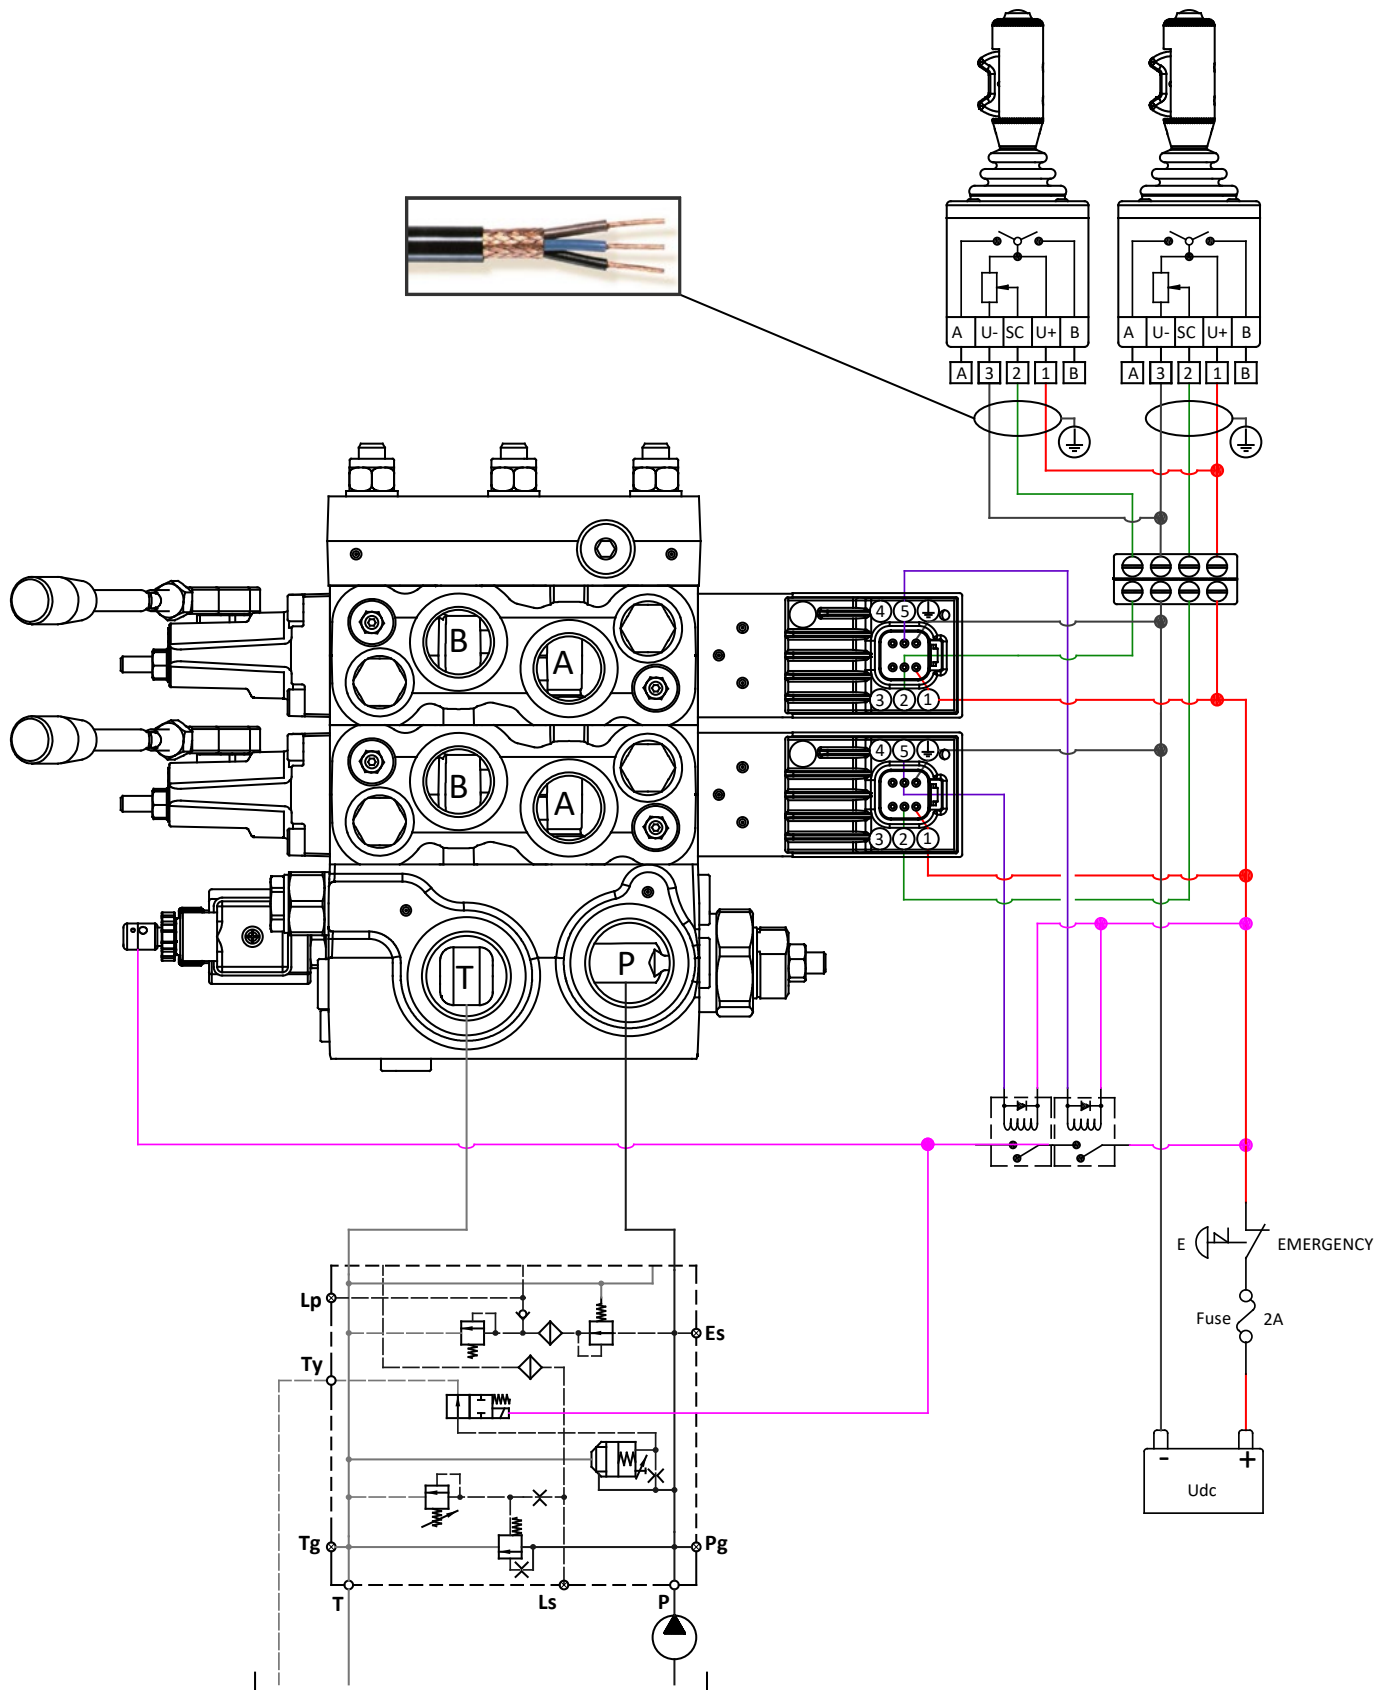 A U- SC U+ B
A U- SC U+ B
A 3 2 1 B
A 3 2 1 B
4 5
B
A
3 2 1
4 5
B
A
3 2 1
T
P
E EMERGENCY
Fuse 2A
Lp
Es
Ty
- +
Udc
Tg
Pg
T
Ls
P